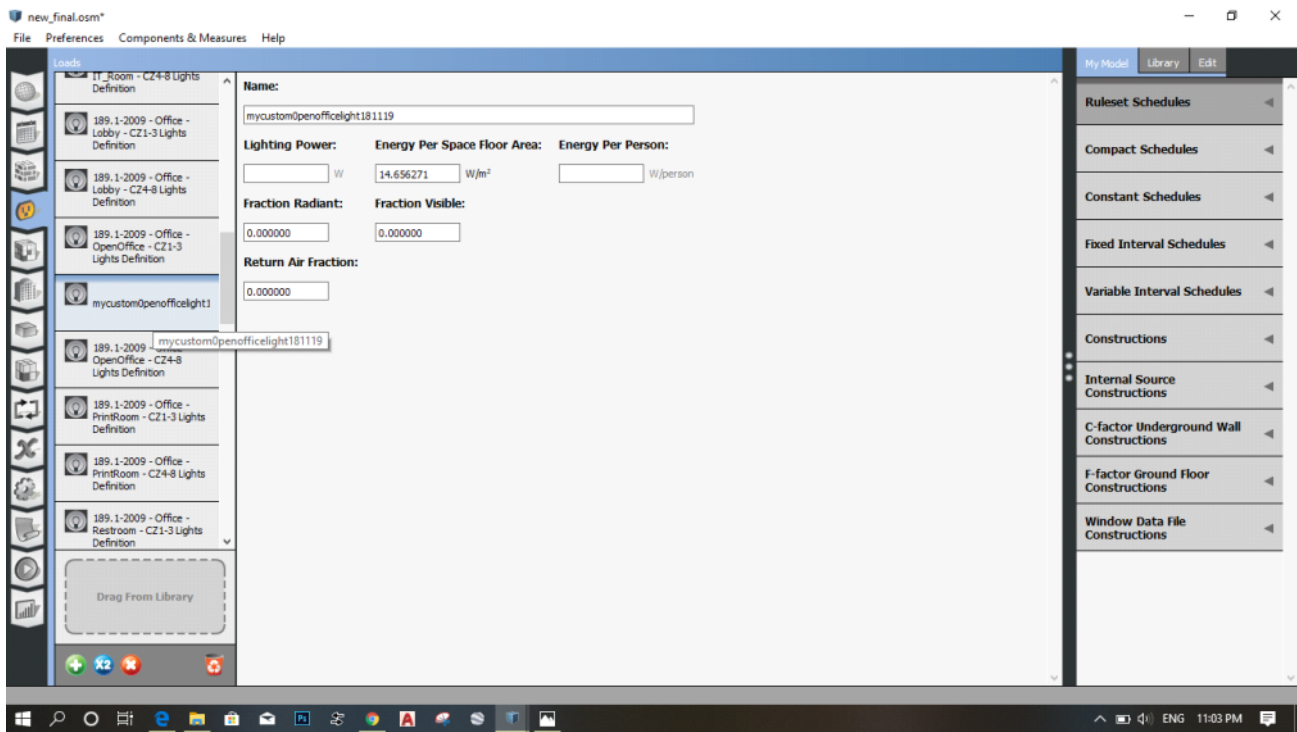 new_final.osm*
File Preferences Components & Measures Help
Loads
My Model Library Edit
IT_Room - CZ4-8 Lights
Definition
189.1-2009 - Office -
Lobby - CZ1-3 Lights
Definition
189.1-2009 - Office -
Lobby - CZ4-8 Lights
Definition
189.1-2009 - Office -
OpenOffice - CZ1-3
Lights Definition
mycustom0penofficelight1
mycustom0penofficelight181119
189.1-2009 - Office -
OpenOffice - CZ4-8
Lights Definition
189.1-2009 - Office -
PrintRoom - CZ1-3 Lights
Definition
189.1-2009 - Office -
PrintRoom - CZ4-8 Lights
Definition
189.1-2009 - Office -
Restroom - CZ1-3 Lights
Definition
Drag From Library
X2
Name:
mycustom0penofficelight181119
Lighting Power: Energy Per Space Floor Area: Energy Per Person:
W 14.656271 W/m² W/person
Fraction Radiant: Fraction Visible:
0.000000 0.000000
Return Air Fraction:
0.000000
Ruleset Schedules
Compact Schedules
Constant Schedules
Fixed Interval Schedules
Variable Interval Schedules
Constructions
Internal Source
Constructions
C-factor Underground Wall
Constructions
F-factor Ground Floor
Constructions
Window Data File
Constructions
Ps
ENG 11:03 PM